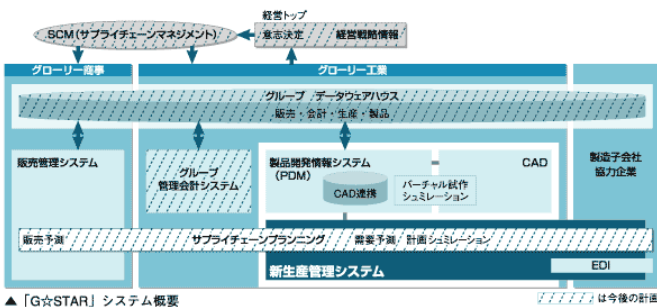 経営トップ
SCM(サプライチェーンマネジメント)
意志決定 経営戦略情報
グローリー商事
グローリー工業
グループ データウェアハウス
販売・会計・生産・製品
販売管理システム
グループ
管理会計システム
製品開発情報システム
(PDM)
CAD
CAD連携
バーチャル試作
シュミレーション
製造子会社
協力企業
販売予測
サプライチェーンプランニング
需要予測 計画シュミレーション
新生産管理システム
EDI
▲「G☆STAR」システム概要
は今後の計画